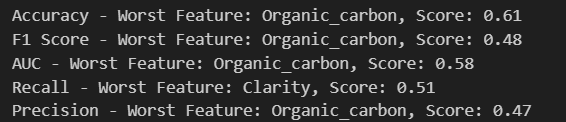 Accuracy - Worst Feature: Organic_carbon, Score: 0.61
F1 Score - Worst Feature: Organic_carbon, Score: 0.48
AUC - Worst Feature: Organic_carbon, Score: 0.58
Recall - Worst Feature: Clarity, Score: 0.51
Precision - Worst Feature: Organic_carbon, Score: 0.47